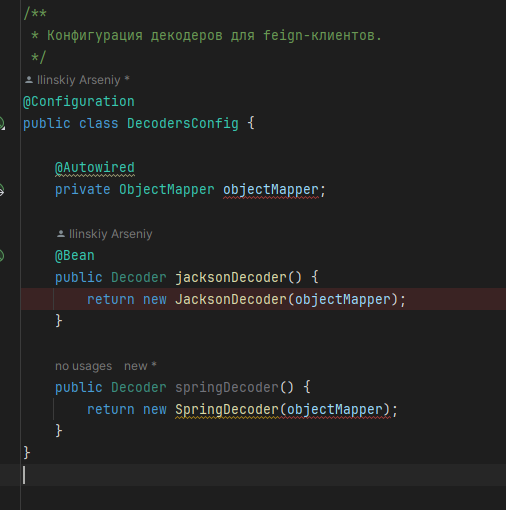 /**
 * Конфигурация декодеров для feign-клиентов.
 */
Ilinskiy Arseniy *
@Configuration
public class DecodersConfig {
@Autowired
private ObjectMapper objectMapper;
Ilinskiy Arseniy
@Bean
public Decoder jacksonDecoder() {
return new JacksonDecoder(objectMapper);
}
no usages new *
public Decoder springDecoder() {
return new SpringDecoder(objectMapper);
}
}